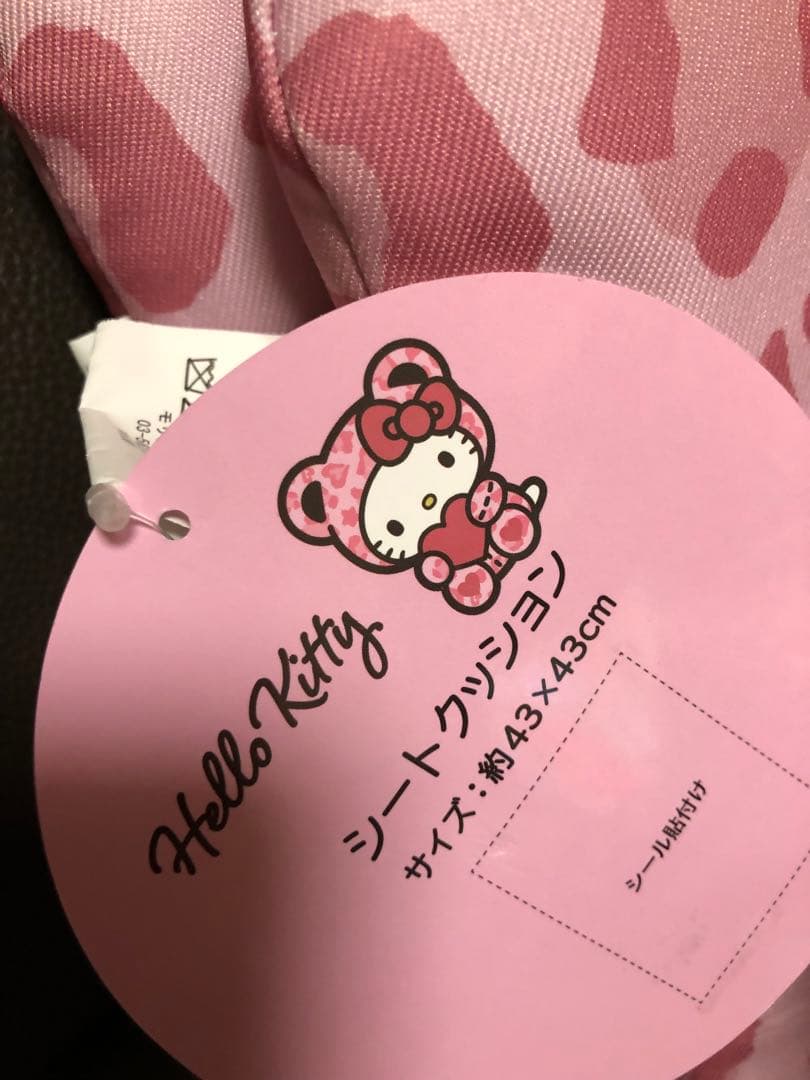 Hello Kitty
シートクッション
サイズ：約43×43cm
シール貼付け